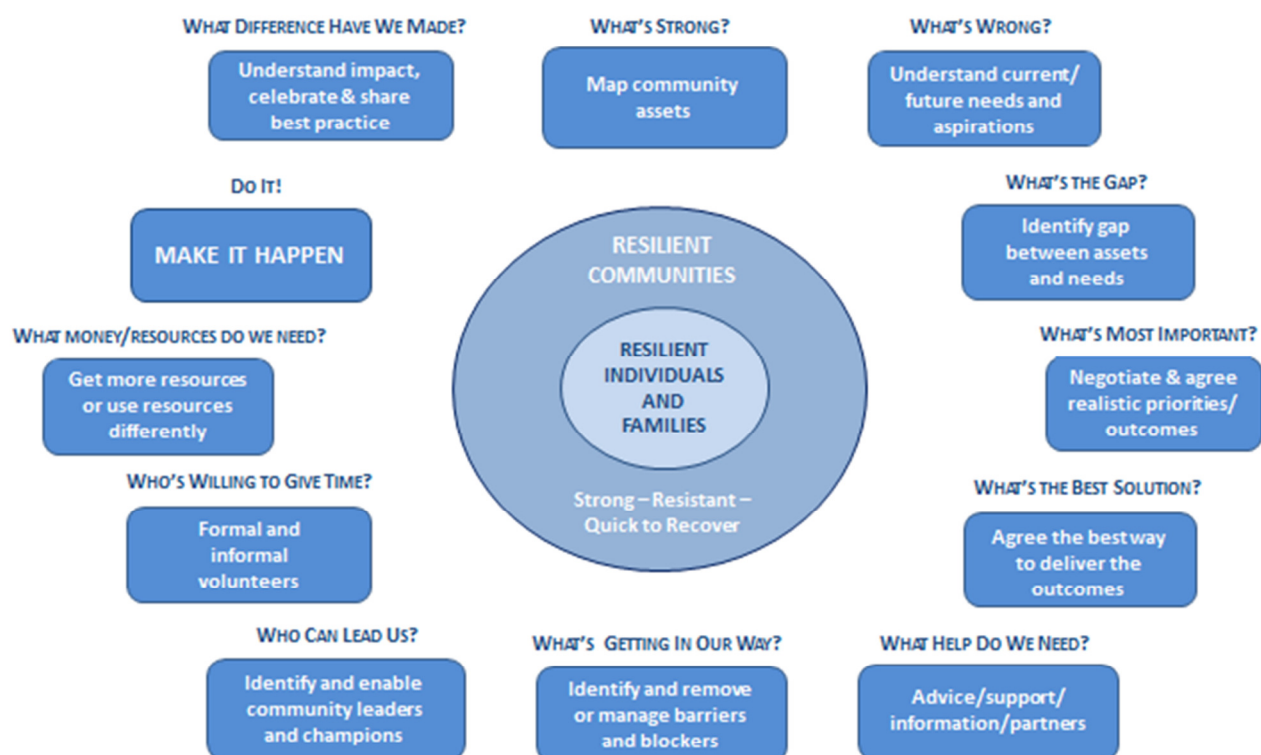 WHAT DIFFERENCE HAVE WE MADE?
Understand impact,
celebrate & share
best practice
WHAT'S STRONG?
Map community
assets
WHAT'S WRONG?
Understand current/
future needs and
aspirations
WHAT'S THE GAP?
Identify gap
between assets
and needs
WHAT'S MOST IMPORTANT?
Negotiate & agree
realistic priorities/
outcomes
WHAT'S THE BEST SOLUTION?
Agree the best way
to deliver the
outcomes
WHAT HELP DO WE NEED?
Advice/support/
information/partners
WHAT'S GETTING IN OUR WAY?
Identify and remove
or manage barriers
and blockers
WHO CAN LEAD US?
Identify and enable
community leaders
and champions
WHO'S WILLING TO GIVE TIME?
Formal and
informal
volunteers
WHAT MONEY/RESOURCES DO WE NEED?
Get more resources
or use resources
differently
DO IT!
MAKE IT HAPPEN
RESILIENT
COMMUNITIES
RESILIENT
INDIVIDUALS
AND
FAMILIES
Strong – Resistant –
Quick to Recover